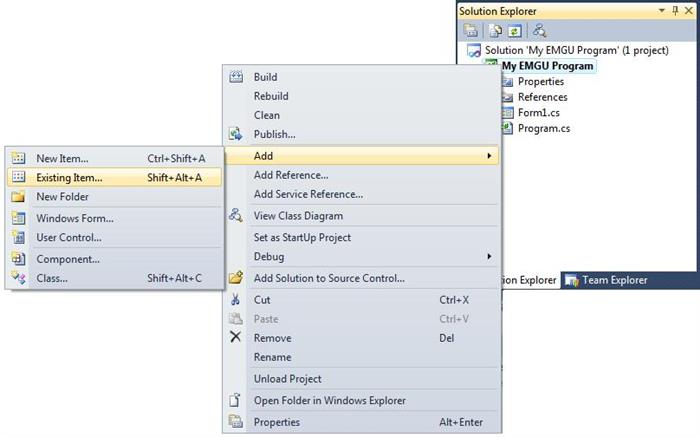 Solution Explorer
Solution 'My EMGU Program' (1 project)
My EMGU Program
Properties
References
Form1.cs
Program.cs
Build
Rebuild
Clean
Publish...
Add
Add Reference...
Add Service Reference...
View Class Diagram
Set as StartUp Project
Debug
Add Solution to Source Control...
Cut Ctrl+X
Paste Ctrl+V
Remove Del
Rename
Unload Project
Open Folder in Windows Explorer
Properties Alt+Enter
New Item... Ctrl+Shift+A
Existing Item... Shift+Alt+A
New Folder
Windows Form...
User Control...
Component...
Class... Shift+Alt+C
ion Explorer Team Explorer